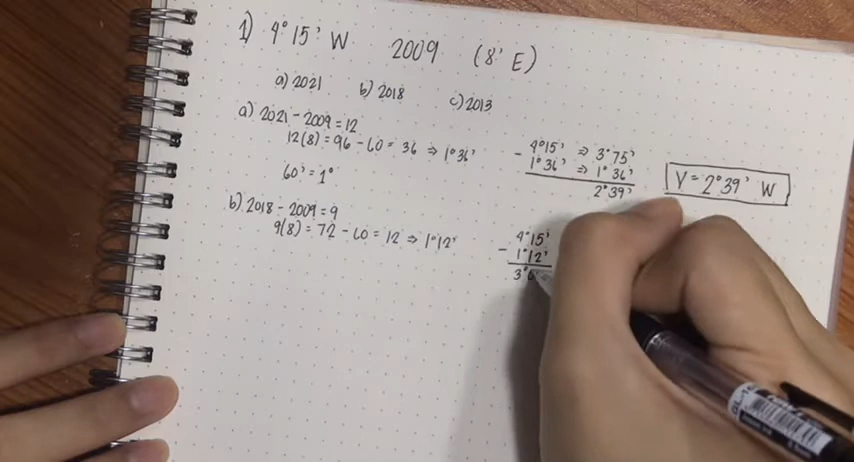 1) 4°15' W 2009 (8' E)
a) 2021 b) 2018 c) 2013
a) 2021 - 2009 = 12
12(8) = 96 - 60 = 36 ⇒ 1°36'
60' = 1°
- 4°15' ⇒ 3°75'
1°36' ⇒ 1°36'
2°39'
V = 2°39' W
b) 2018 - 2009 = 9
9(8) = 72 - 60 = 12 ⇒ 1°12'
- 4°15'
1°12'
3°